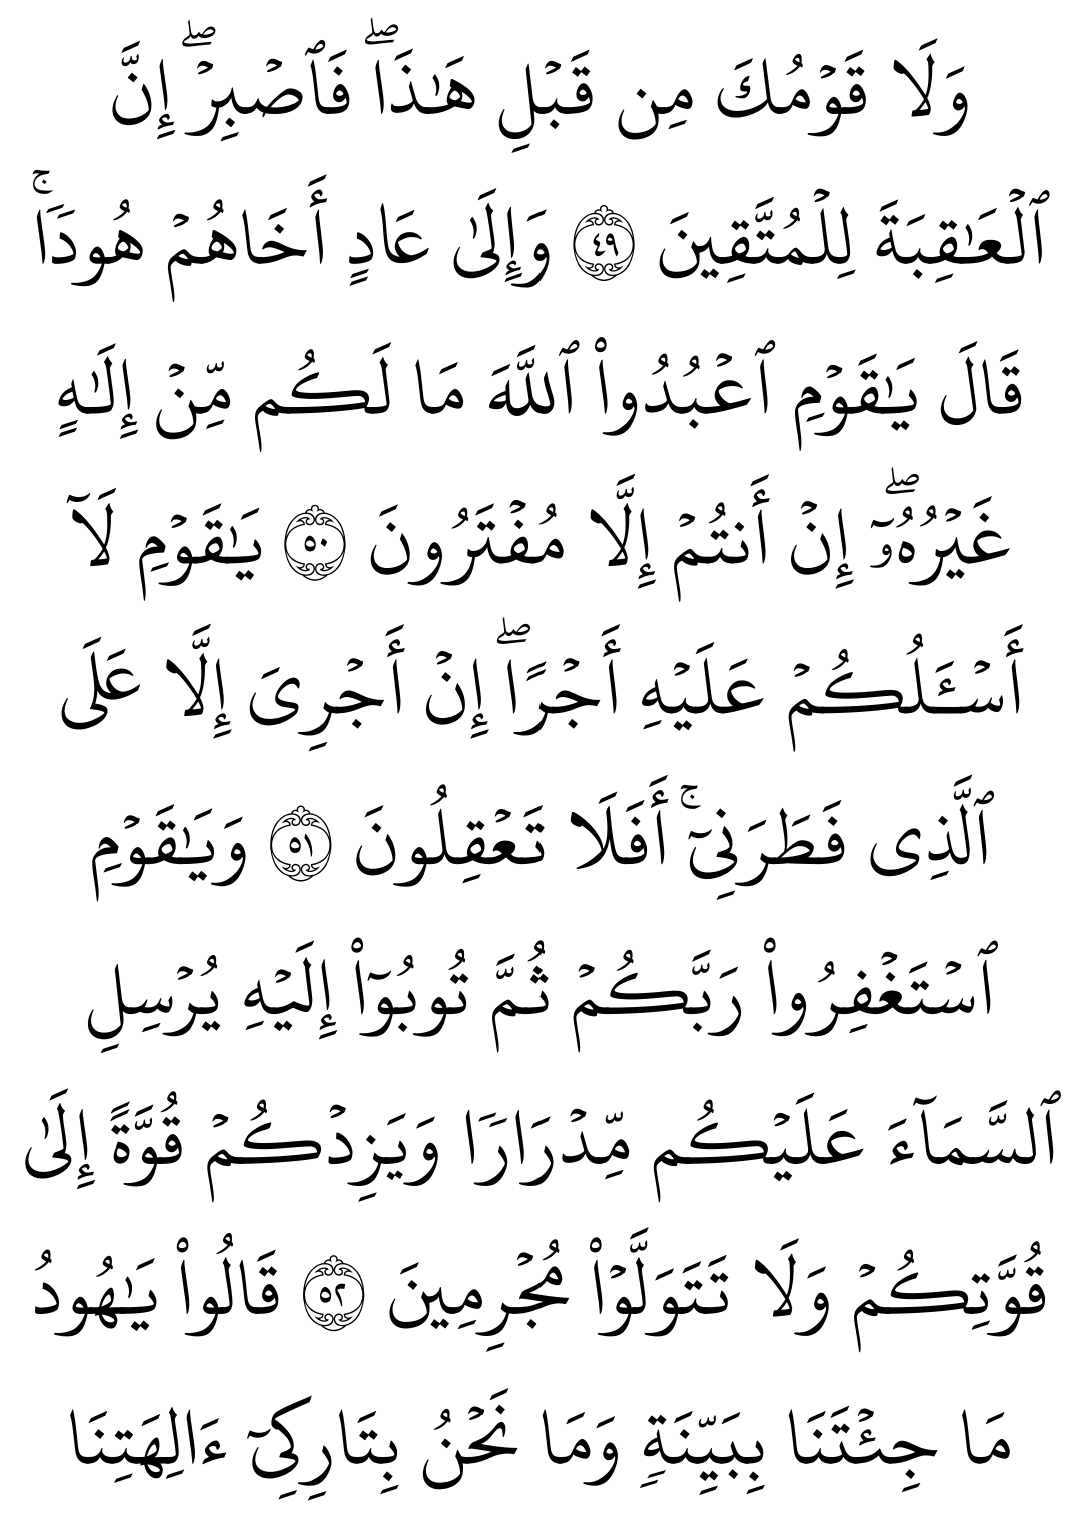 وَلَا قَوۡمُكَ مِن قَبۡلِ هَٰذَاۖ فَٱصۡبِرۡۖ إِنَّ
ٱلۡعَٰقِبَةَ لِلۡمُتَّقِينَ ٤٩ وَإِلَىٰ عَادٍ أَخَاهُمۡ هُودٗاۚ
قَالَ يَٰقَوۡمِ ٱعۡبُدُواْ ٱللَّهَ مَا لَكُم مِّنۡ إِلَٰهٍ
غَيۡرُهُۥٓۖ إِنۡ أَنتُمۡ إِلَّا مُفۡتَرُونَ ٥٠ يَٰقَوۡمِ لَآ
أَسۡـَٔلُكُمۡ عَلَيۡهِ أَجۡرًاۖ إِنۡ أَجۡرِيَ إِلَّا عَلَى
ٱلَّذِي فَطَرَنِيٓۚ أَفَلَا تَعۡقِلُونَ ٥١ وَيَٰقَوۡمِ
ٱسۡتَغۡفِرُواْ رَبَّكُمۡ ثُمَّ تُوبُوٓاْ إِلَيۡهِ يُرۡسِلِ
ٱلسَّمَآءَ عَلَيۡكُم مِّدۡرَارٗا وَيَزِدۡكُمۡ قُوَّةً إِلَىٰ
قُوَّتِكُمۡ وَلَا تَتَوَلَّوۡاْ مُجۡرِمِينَ ٥٢ قَالُواْ يَٰهُودُ
مَا جِئۡتَنَا بِبَيِّنَةٖ وَمَا نَحۡنُ بِتَارِكِيٓ ءَالِهَتِنَا